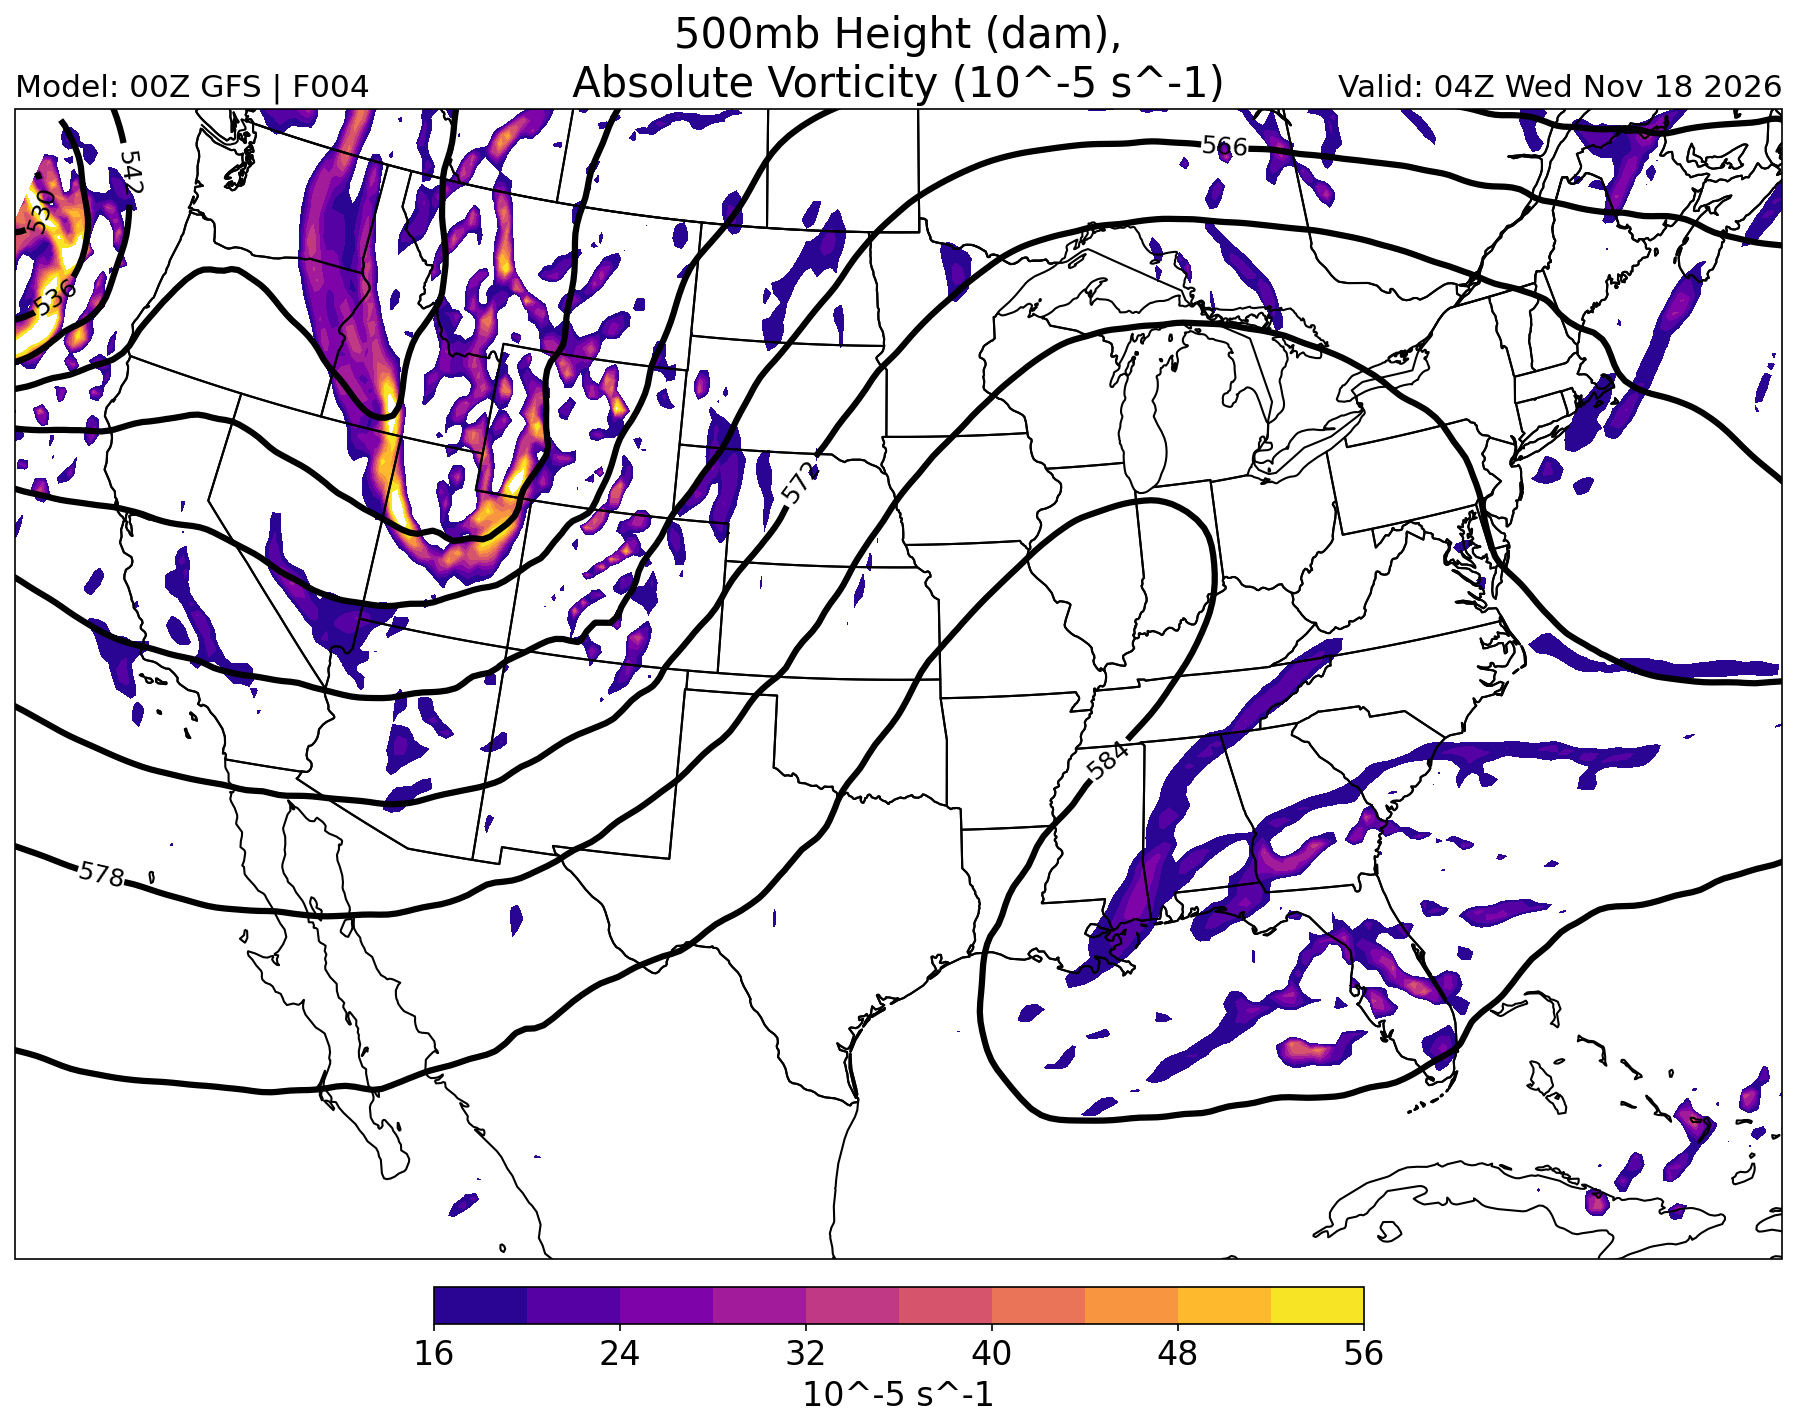 500mb Height (dam),
Model: 00Z GFS | F004
Absolute Vorticity (10^-5 s^-1)
Valid: 04Z Wed Nov 18 2026
542
530
536
566
572
584
578
16
24
32
40
48
56
10^-5 s^-1